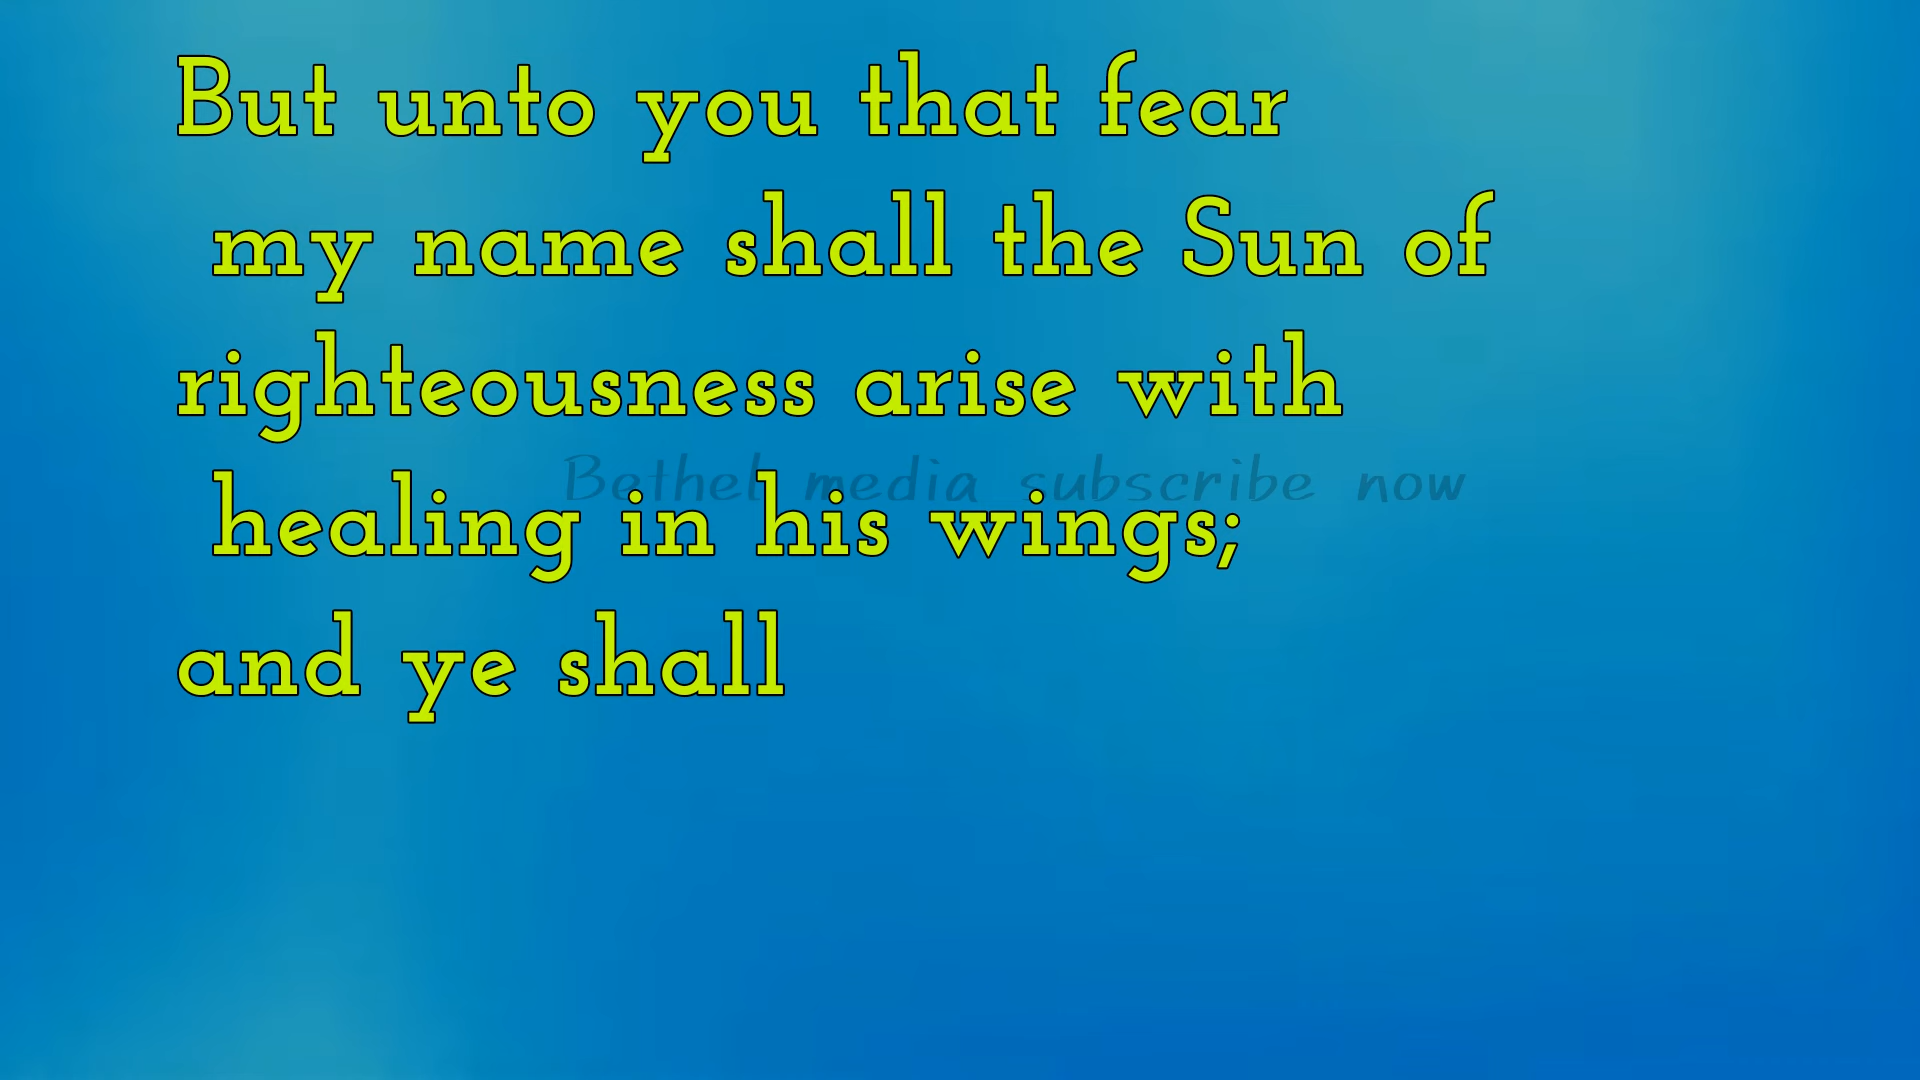 But unto you that fear
my name shall the Sun of
righteousness arise with
Bethel media subscribe now
healing in his wings;
and ye shall